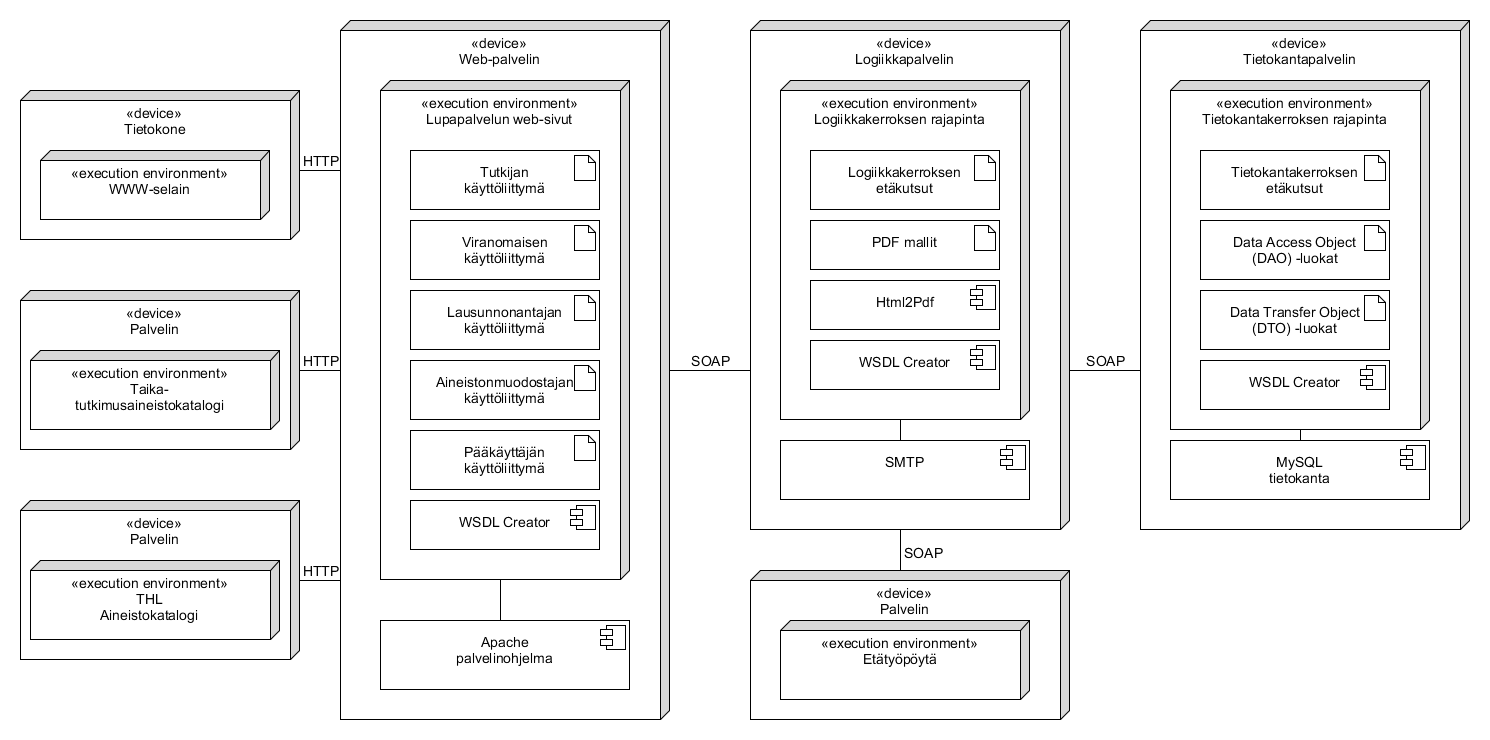 «device»
Tietokone
«execution environment»
WWW-selain
HTTP
«device»
Palvelin
«execution environment»
Taika-
tutkimusaineistokatalogi
HTTP
«device»
Palvelin
«execution environment»
THL
Aineistokatalogi
HTTP
«device»
Web-palvelin
«execution environment»
Lupapalvelun web-sivut
Tutkijan
käyttöliittymä
Viranomaisen
käyttöliittymä
Lausunnonantajan
käyttöliittymä
Aineistonmuodostajan
käyttöliittymä
Pääkäyttäjän
käyttöliittymä
WSDL Creator
Apache
palvelinohjelma
SOAP
«device»
Logiikkapalvelin
«execution environment»
Logiikkakerroksen rajapinta
Logiikkakerroksen
etäkutsut
PDF mallit
Html2Pdf
WSDL Creator
SMTP
SOAP
«device»
Palvelin
«execution environment»
Etätyöpöytä
SOAP
«device»
Tietokantapalvelin
«execution environment»
Tietokantakerroksen rajapinta
Tietokantakerroksen
etäkutsut
Data Access Object
(DAO) -luokat
Data Transfer Object
(DTO) -luokat
WSDL Creator
MySQL
tietokanta